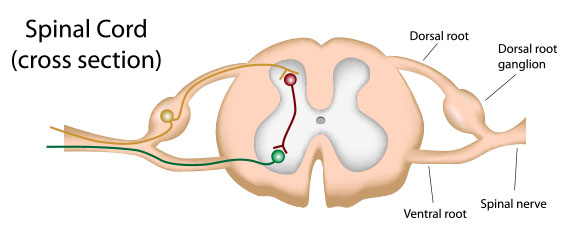 Spinal Cord
(cross section)
Dorsal root
Dorsal root
ganglion
Ventral root
Spinal nerve